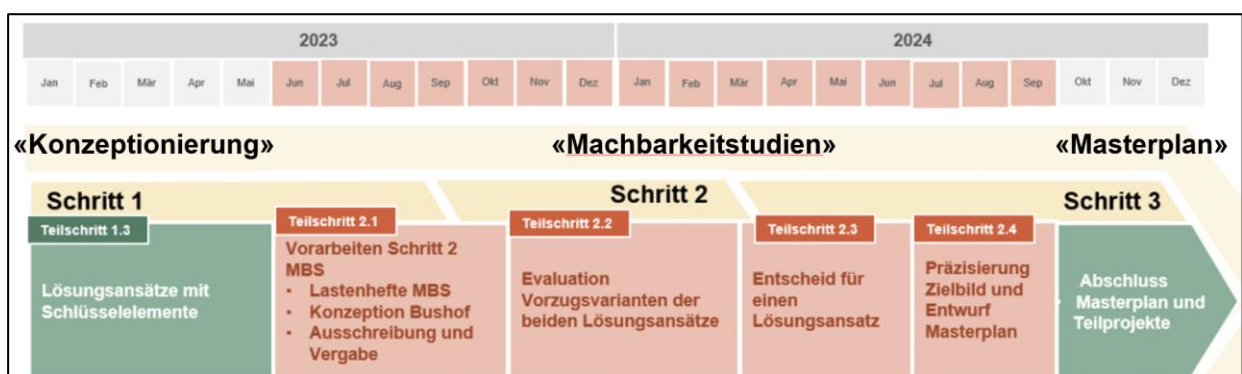 2023 2024
Jan Feb Mär Apr Mai Jun Jul Aug Sep Okt Nov Dez Jan Feb Mär Apr Mai Jun Jul Aug Sep Okt Nov Dez
«Konzeptionierung» «Machbarkeitstudien» «Masterplan»
Schritt 1 Schritt 2 Schritt 3
Teilschritt 1.3
Lösungsansätze mit
Schlüsselelemente
Teilschritt 2.1
Vorarbeiten Schritt 2
MBS
• Lastenhefte MBS
• Konzeption Bushof
• Ausschreibung und
Vergabe
Teilschritt 2.2
Evaluation
Vorzugsvarianten der
beiden Lösungsansätze
Teilschritt 2.3
Entscheid für
einen
Lösungsansatz
Teilschritt 2.4
Präzisierung
Zielbild und
Entwurf
Masterplan
Abschluss
Masterplan und
Teilprojekte